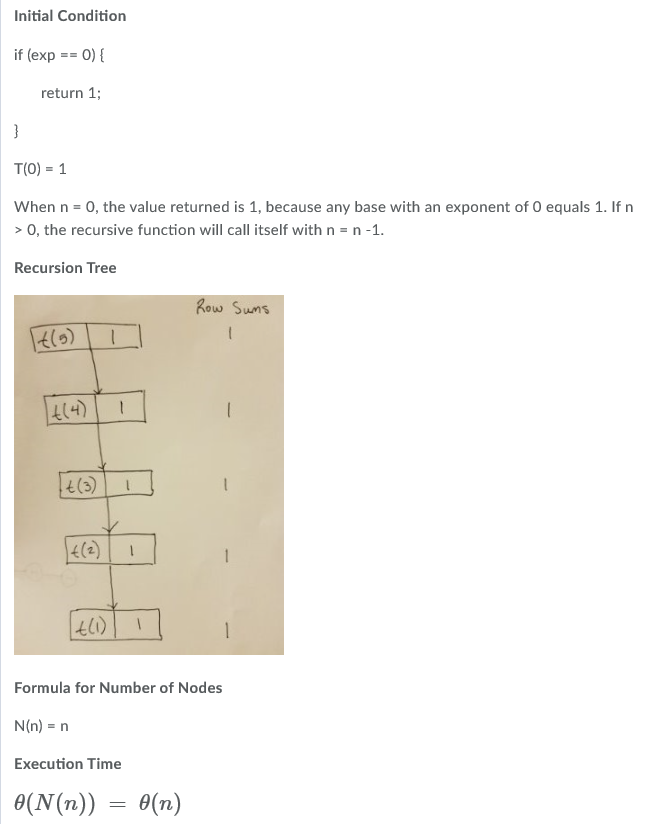 Initial Condition
if (exp == 0) {
return 1;
}
T(0) = 1
When n = 0, the value returned is 1, because any base with an exponent of 0 equals 1. If n
> 0, the recursive function will call itself with n = n -1.
Recursion Tree
Row Sums
t(5) 1 1
t(4) 1 1
t(3) 1 1
t(2) 1 1
t(1) 1 1
Formula for Number of Nodes
N(n) = n
Execution Time
θ(N(n)) = θ(n)